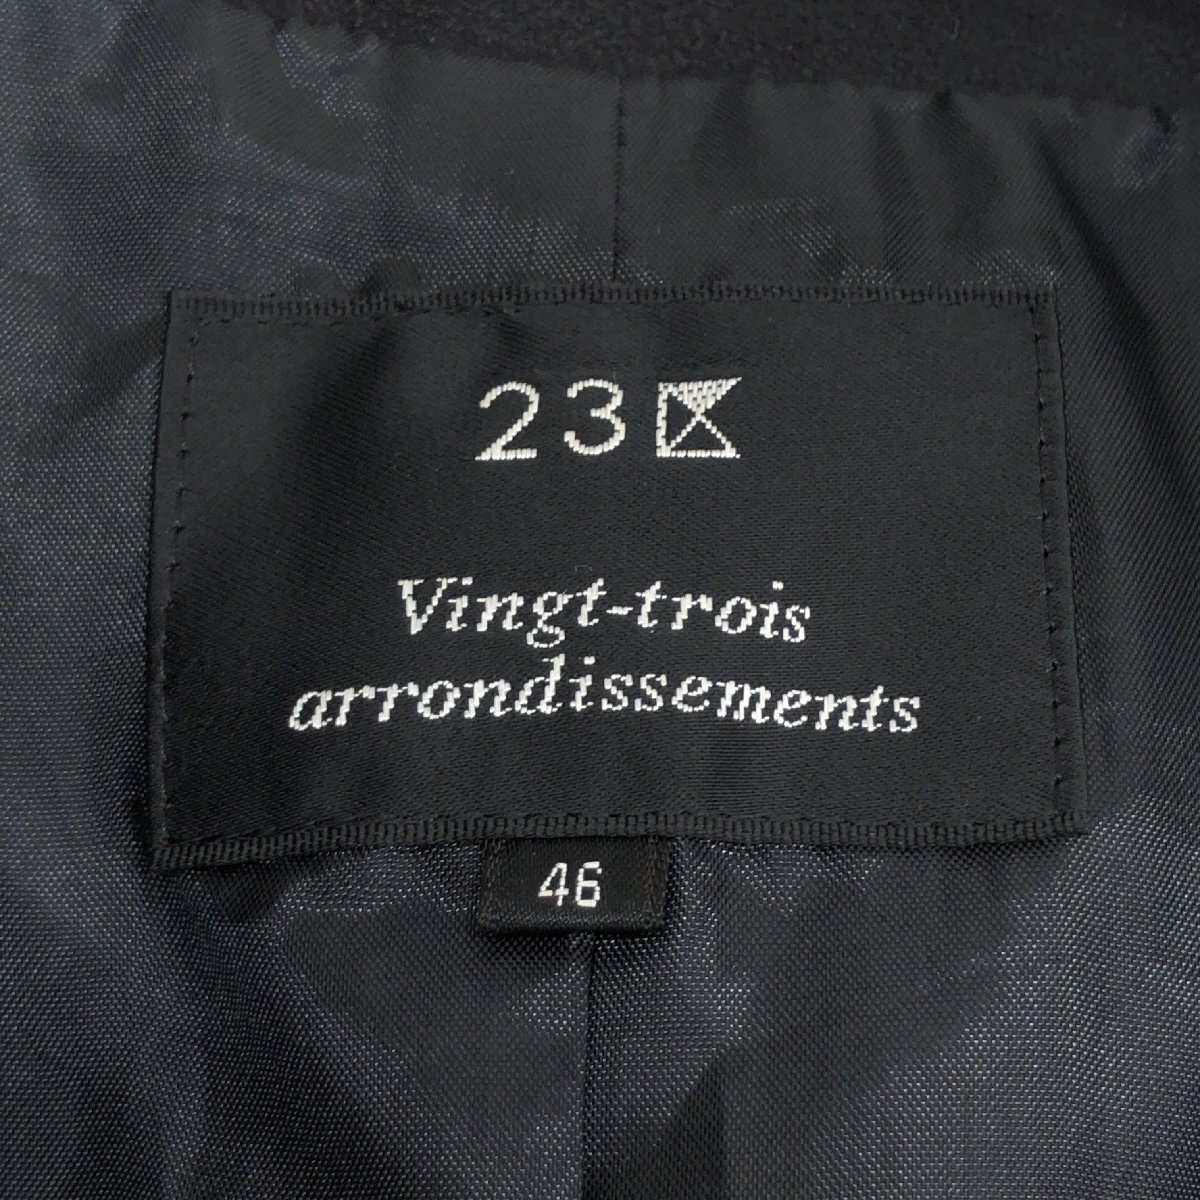 23区
Vingt-trois
arrondissements
46